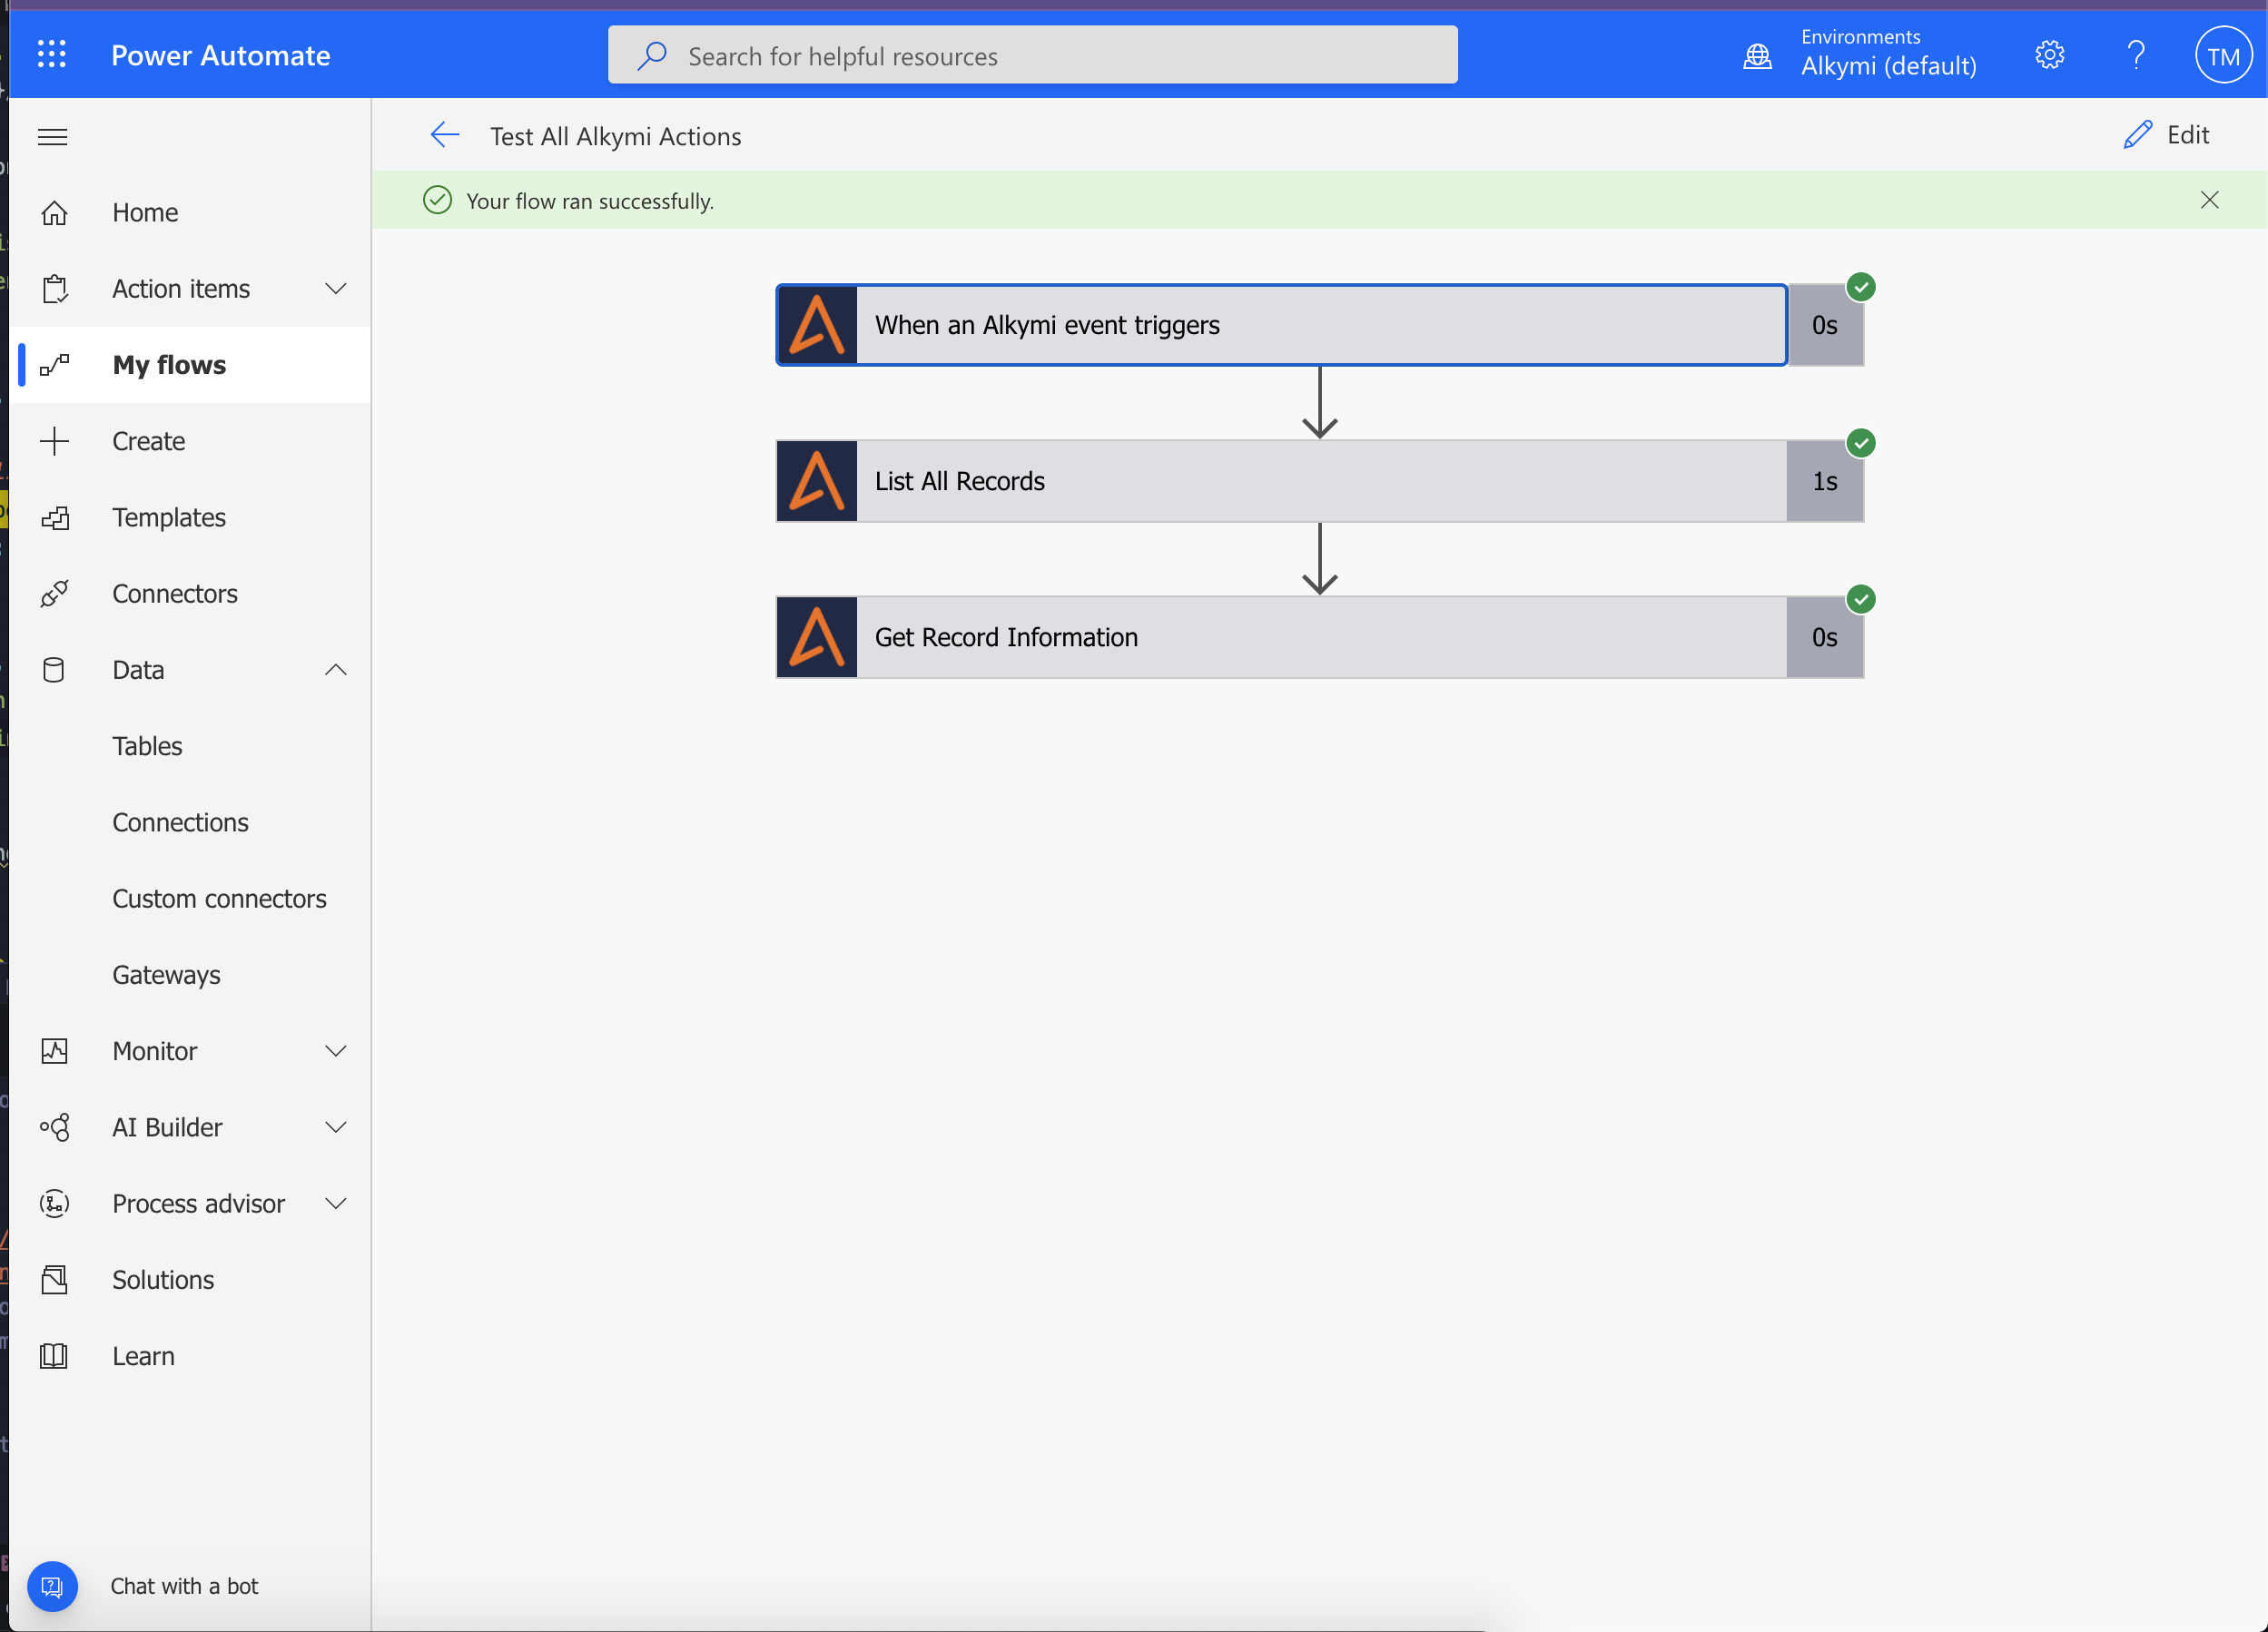 Power Automate
Search for helpful resources
Environments
Alkymi (default)
TM
Test All Alkymi Actions
Edit
Your flow ran successfully.
Home
Action items
My flows
Create
Templates
Connectors
Data
Tables
Connections
Custom connectors
Gateways
Monitor
AI Builder
Process advisor
Solutions
Learn
Chat with a bot
When an Alkymi event triggers
0s
List All Records
1s
Get Record Information
0s